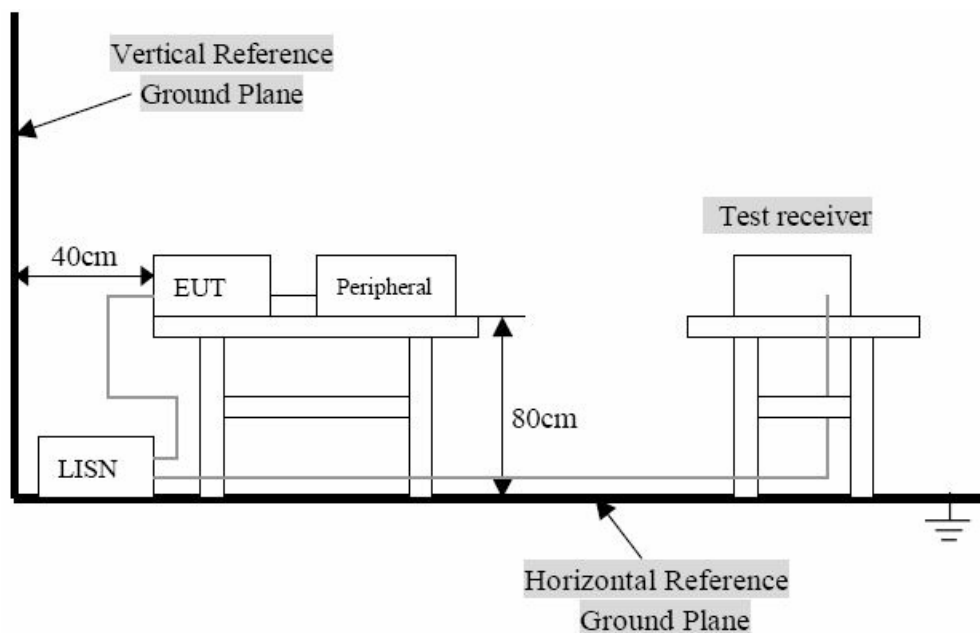 Vertical Reference
Ground Plane
Test receiver
40cm
EUT
Peripheral
80cm
LISN
Horizontal Reference
Ground Plane